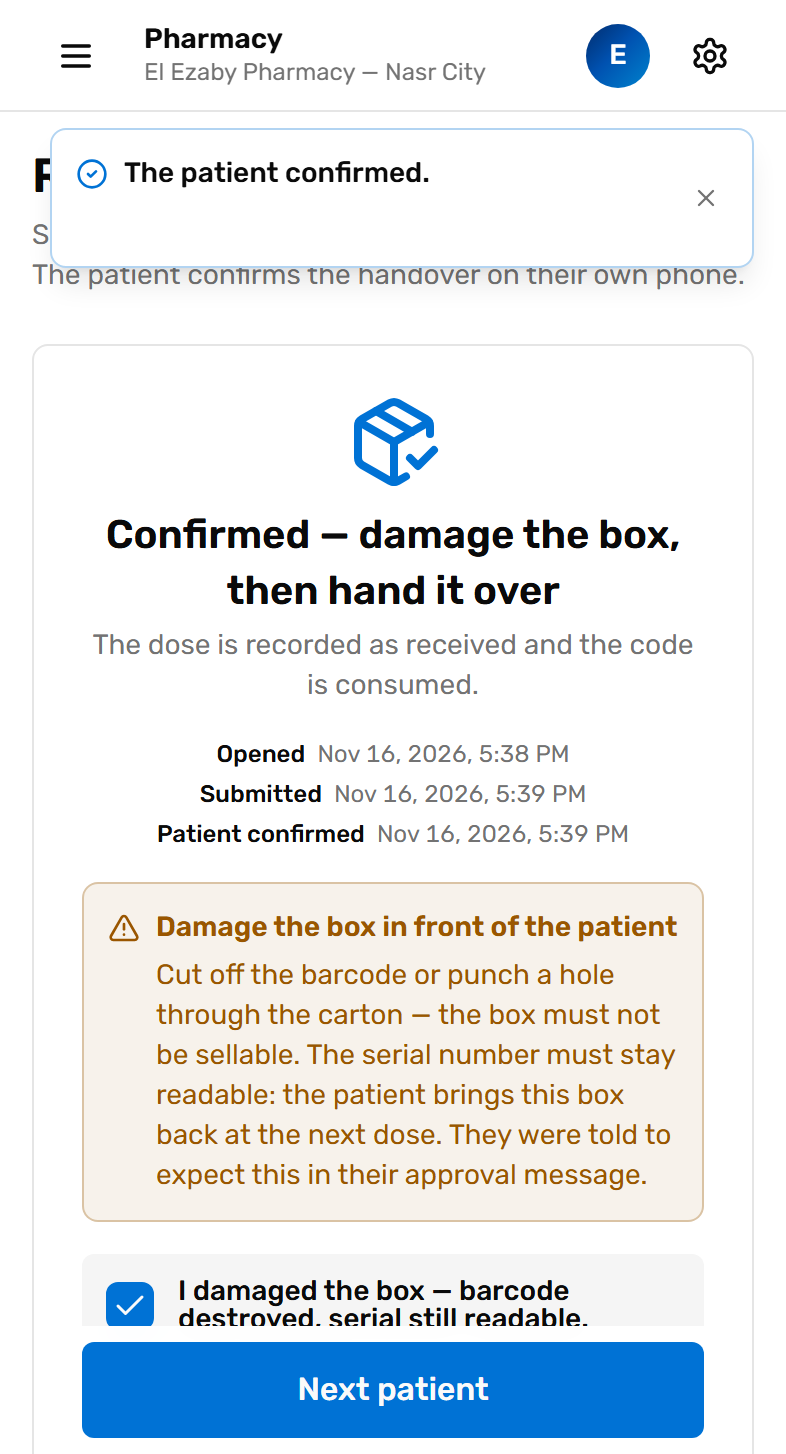 Pharmacy
El Ezaby Pharmacy — Nasr City
E
The patient confirmed.
The patient confirms the handover on their own phone.
Confirmed — damage the box,
then hand it over
The dose is recorded as received and the code
is consumed.
Opened Nov 16, 2026, 5:38 PM
Submitted Nov 16, 2026, 5:39 PM
Patient confirmed Nov 16, 2026, 5:39 PM
Damage the box in front of the patient
Cut off the barcode or punch a hole
through the carton — the box must not
be sellable. The serial number must stay
readable: the patient brings this box
back at the next dose. They were told to
expect this in their approval message.
I damaged the box — barcode
destroyed, serial still readable.
Next patient